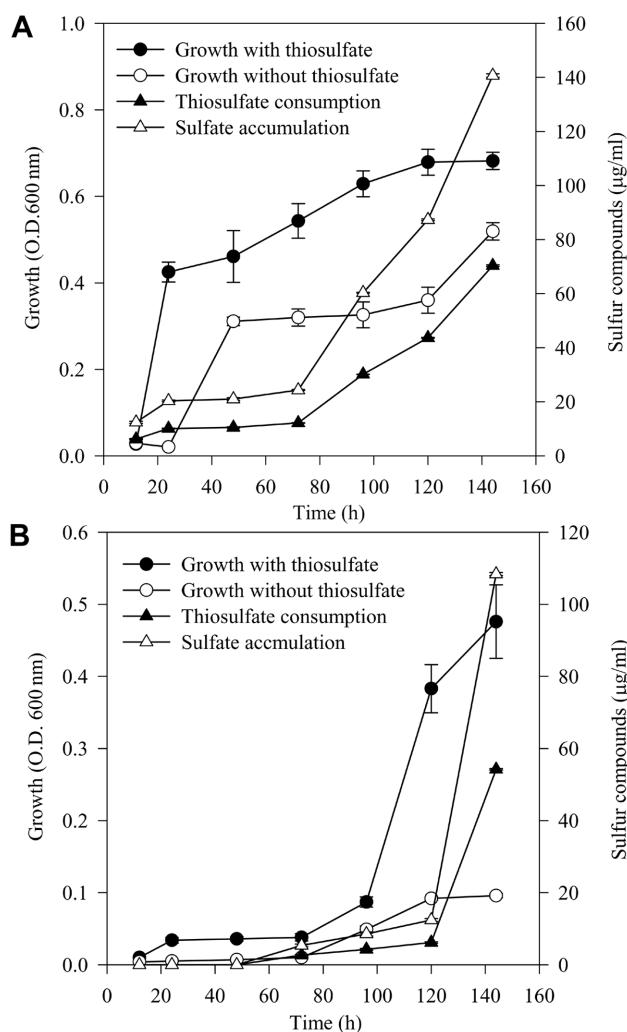 A
Growth with thiosulfate
Growth without thiosulfate
Thiosulfate consumption
Sulfate accumulation
Growth (O.D.600 nm)
1.0
0.8
0.6
0.4
0.2
0.0
160
140
120
100
80
60
40
20
0
Sulfur compounds (µg/ml)
0 20 40 60 80 100 120 140 160
Time (h)
B
Growth with thiosulfate
Growth without thiosulfate
Thiosulfate consumption
Sulfate accmulation
Growth (O.D. 600 nm)
0.6
0.5
0.4
0.3
0.2
0.1
0.0
120
100
80
60
40
20
0
Sulfur compounds (µg/ml)
0 20 40 60 80 100 120 140 160
Time (h)